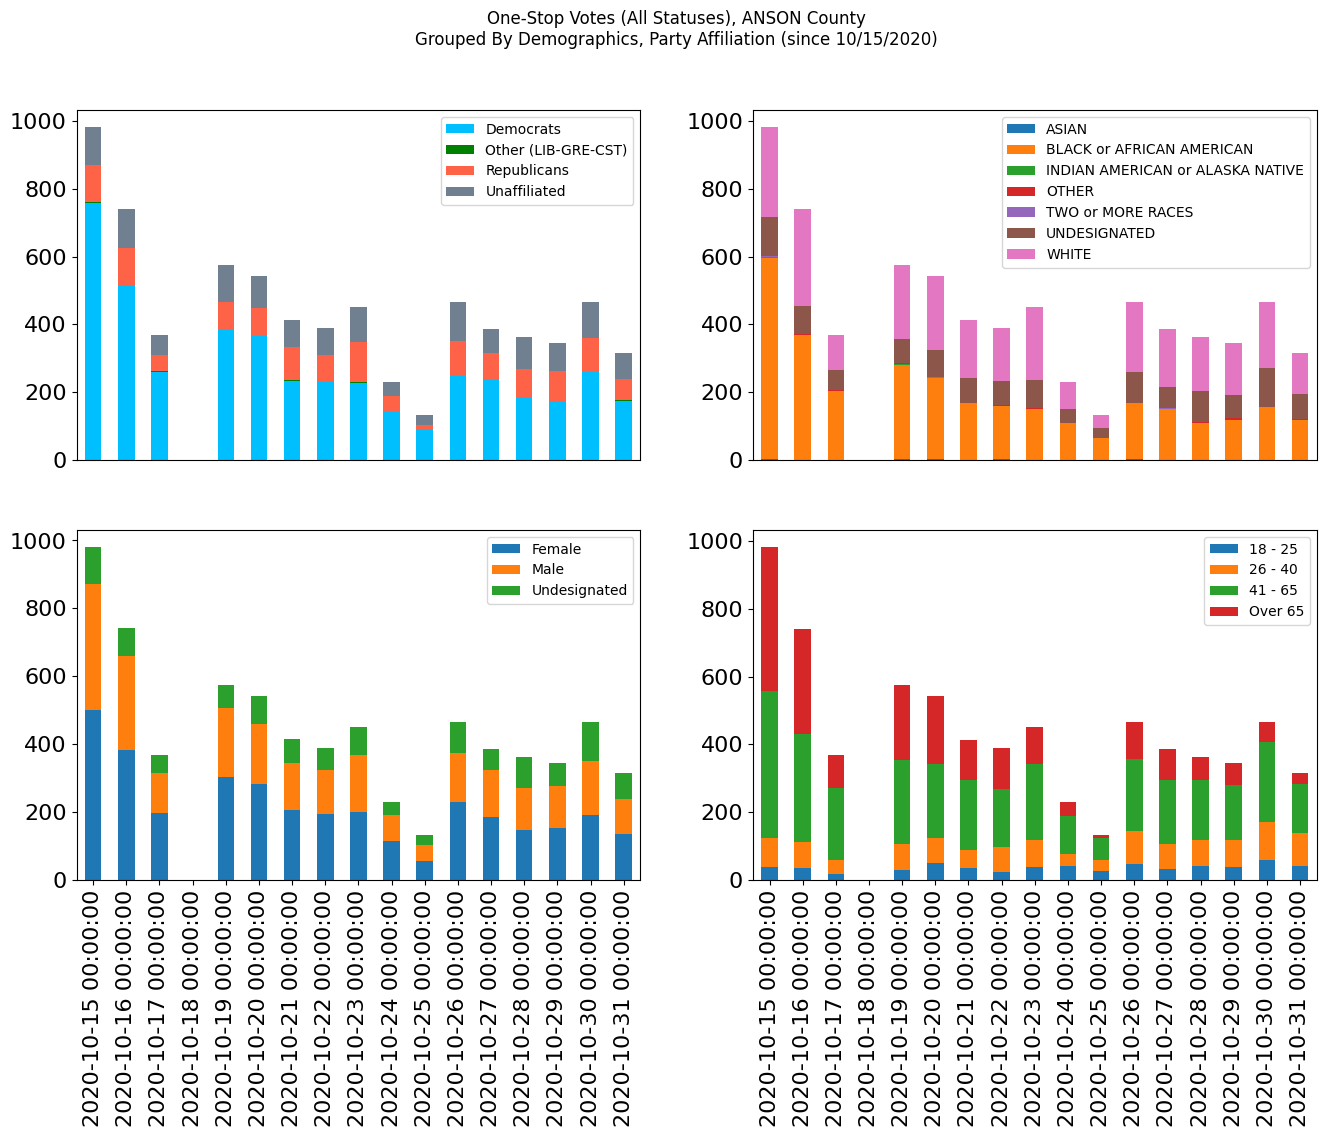 One-Stop Votes (All Statuses), ANSON County
Grouped By Demographics, Party Affiliation (since 10/15/2020)
1000
800
600
400
200
0
Democrats
Other (LIB-GRE-CST)
Republicans
Unaffiliated
1000
800
600
400
200
0
ASIAN
BLACK or AFRICAN AMERICAN
INDIAN AMERICAN or ALASKA NATIVE
OTHER
TWO or MORE RACES
UNDESIGNATED
WHITE
1000
800
600
400
200
0
Female
Male
Undesignated
2020-10-15 00:00:00
2020-10-16 00:00:00
2020-10-17 00:00:00
2020-10-18 00:00:00
2020-10-19 00:00:00
2020-10-20 00:00:00
2020-10-21 00:00:00
2020-10-22 00:00:00
2020-10-23 00:00:00
2020-10-24 00:00:00
2020-10-25 00:00:00
2020-10-26 00:00:00
2020-10-27 00:00:00
2020-10-28 00:00:00
2020-10-29 00:00:00
2020-10-30 00:00:00
2020-10-31 00:00:00
1000
800
600
400
200
0
18 - 25
26 - 40
41 - 65
Over 65
2020-10-15 00:00:00
2020-10-16 00:00:00
2020-10-17 00:00:00
2020-10-18 00:00:00
2020-10-19 00:00:00
2020-10-20 00:00:00
2020-10-21 00:00:00
2020-10-22 00:00:00
2020-10-23 00:00:00
2020-10-24 00:00:00
2020-10-25 00:00:00
2020-10-26 00:00:00
2020-10-27 00:00:00
2020-10-28 00:00:00
2020-10-29 00:00:00
2020-10-30 00:00:00
2020-10-31 00:00:00